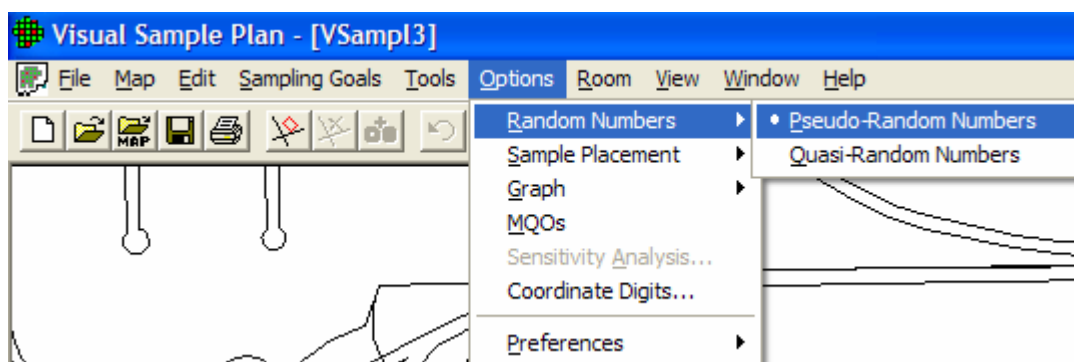 Visual Sample Plan - [VSampl3]
File Map Edit Sampling Goals Tools Options Room View Window Help
MAP
Random Numbers
Pseudo-Random Numbers
Sample Placement
Quasi-Random Numbers
Graph
MQOs
Sensitivity Analysis...
Coordinate Digits...
Preferences